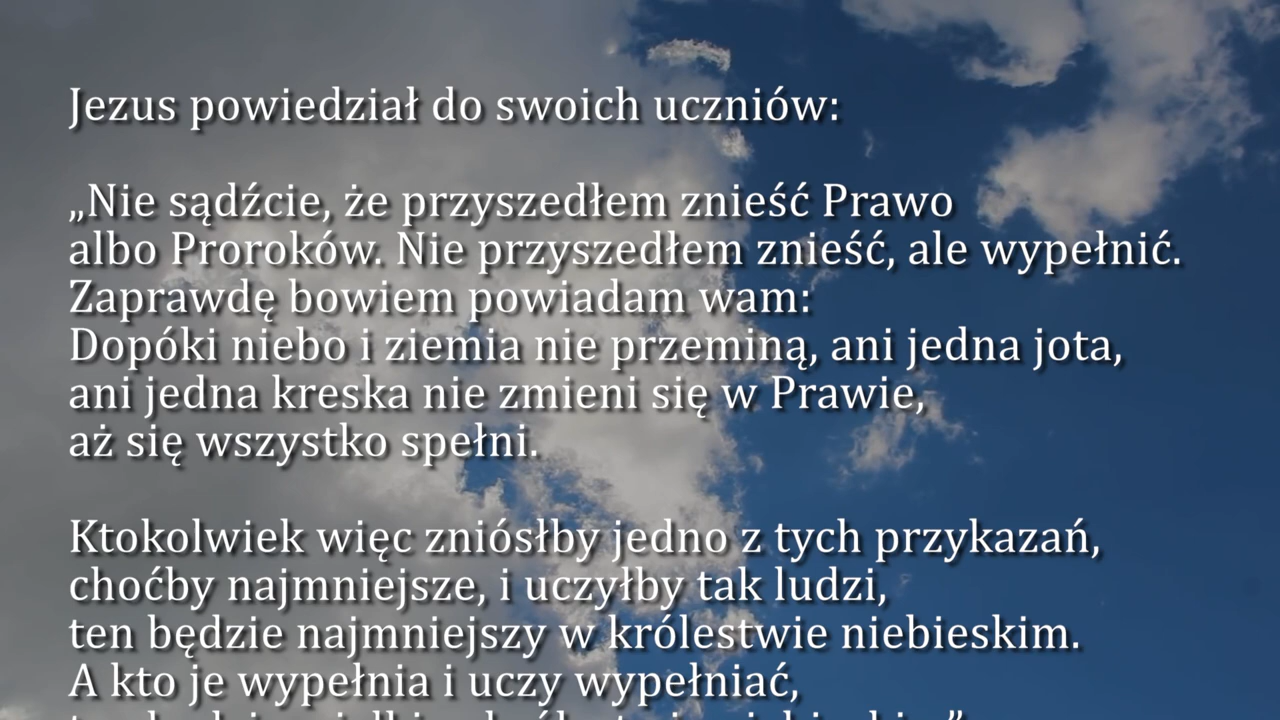 Jezus powiedział do swoich uczniów:
„Nie sądźcie, że przyszedłem znieść Prawo
albo Proroków. Nie przyszedłem znieść, ale wypełnić.
Zaprawdę bowiem powiadam wam:
Dopóki niebo i ziemia nie przeminą, ani jedna jota,
ani jedna kreska nie zmieni się w Prawie,
aż się wszystko spełni.
Ktokolwiek więc zniósłby jedno z tych przykazań,
choćby najmniejsze, i uczyłby tak ludzi,
ten będzie najmniejszy w królestwie niebieskim.
A kto je wypełnia i uczy wypełniać,